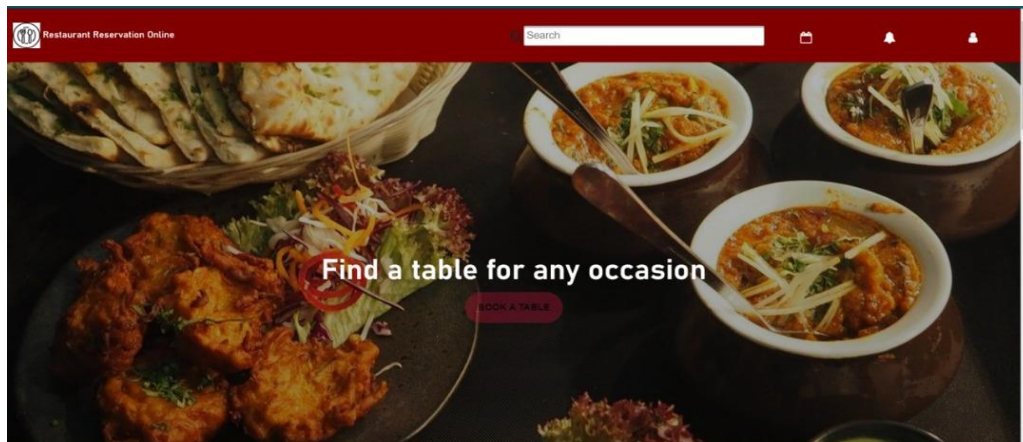 Restaurant Reservation Online
Search
Find a table for any occasion
BOOK A TABLE